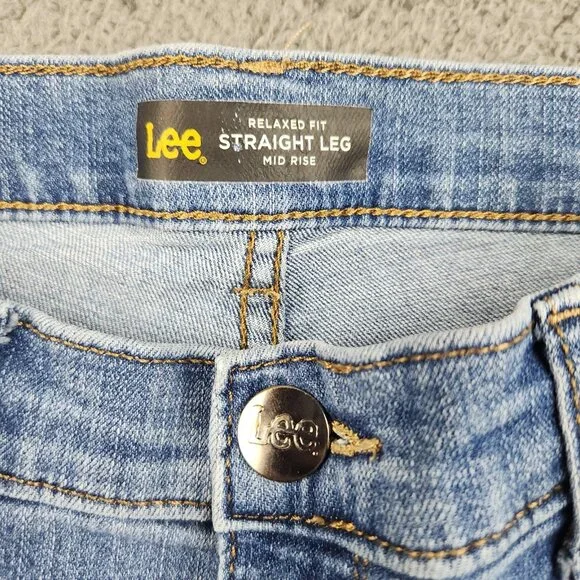 Lee®
RELAXED FIT
STRAIGHT LEG
MID RISE
Lee